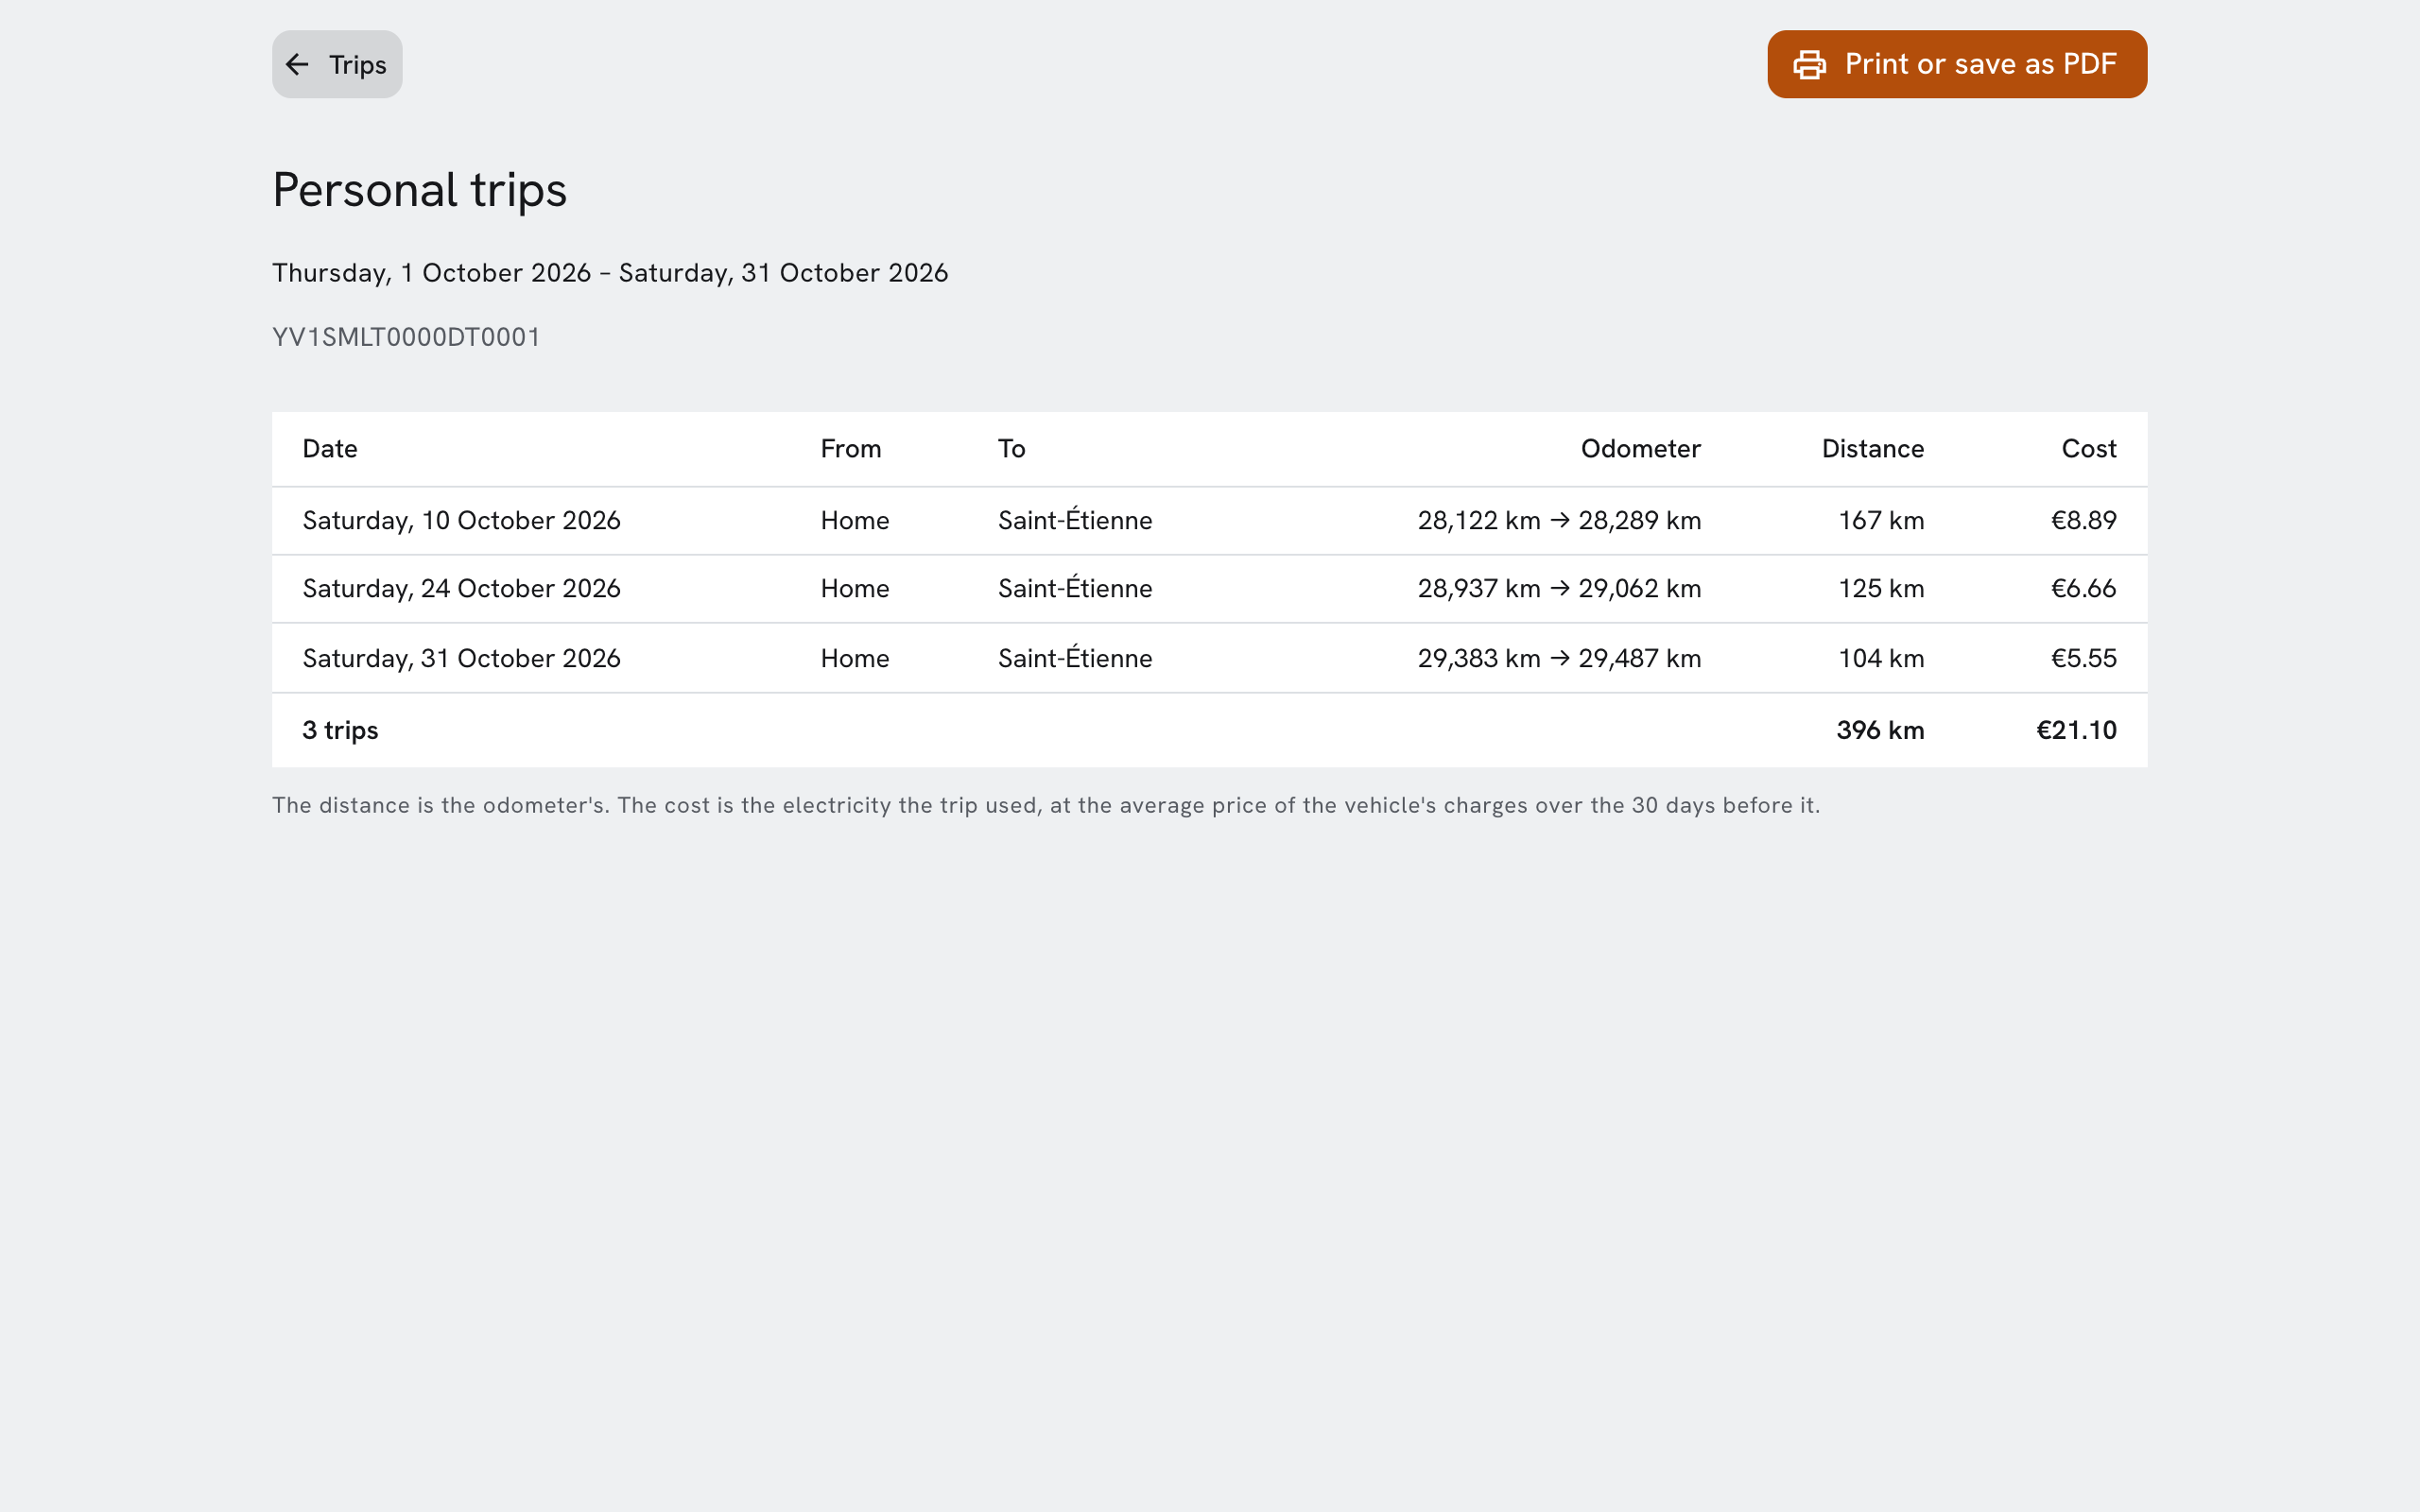 Trips
Print or save as PDF
Personal trips
Thursday, 1 October 2026 – Saturday, 31 October 2026
YV1SMLT0000DT0001
Date From To Odometer Distance Cost
Saturday, 10 October 2026 Home Saint-Étienne 28,122 km → 28,289 km 167 km €8.89
Saturday, 24 October 2026 Home Saint-Étienne 28,937 km → 29,062 km 125 km €6.66
Saturday, 31 October 2026 Home Saint-Étienne 29,383 km → 29,487 km 104 km €5.55
3 trips 396 km €21.10
The distance is the odometer's. The cost is the electricity the trip used, at the average price of the vehicle's charges over the 30 days before it.